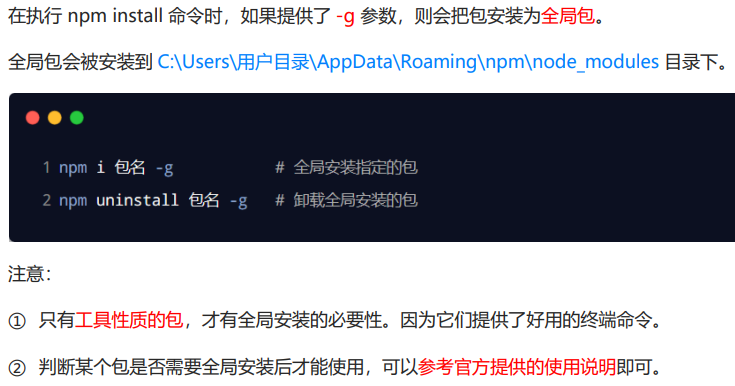 在执行 npm install 命令时，如果提供了 -g 参数，则会把包安装为全局包。
全局包会被安装到 C:\Users\用户目录\AppData\Roaming\npm\node_modules 目录下。
1 npm i 包名 -g # 全局安装指定的包
2 npm uninstall 包名 -g # 卸载全局安装的包
注意：
① 只有工具性质的包，才有全局安装的必要性。因为它们提供了好用的终端命令。
② 判断某个包是否需要全局安装后才能使用，可以参考官方提供的使用说明即可。